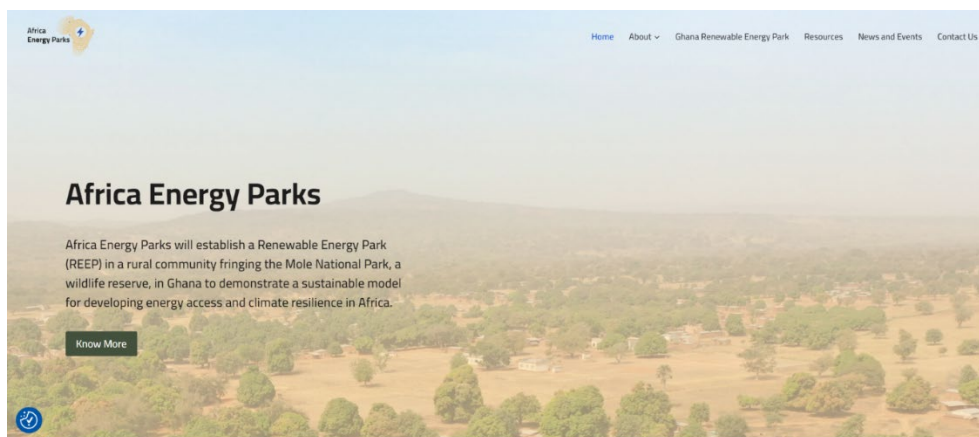 Africa
Energy Parks
Home About Ghana Renewable Energy Park Resources News and Events Contact Us
Africa Energy Parks
Africa Energy Parks will establish a Renewable Energy Park
(REEP) in a rural community fringing the Mole National Park, a
wildlife reserve, in Ghana to demonstrate a sustainable model
for developing energy access and climate resilience in Africa.
Know More